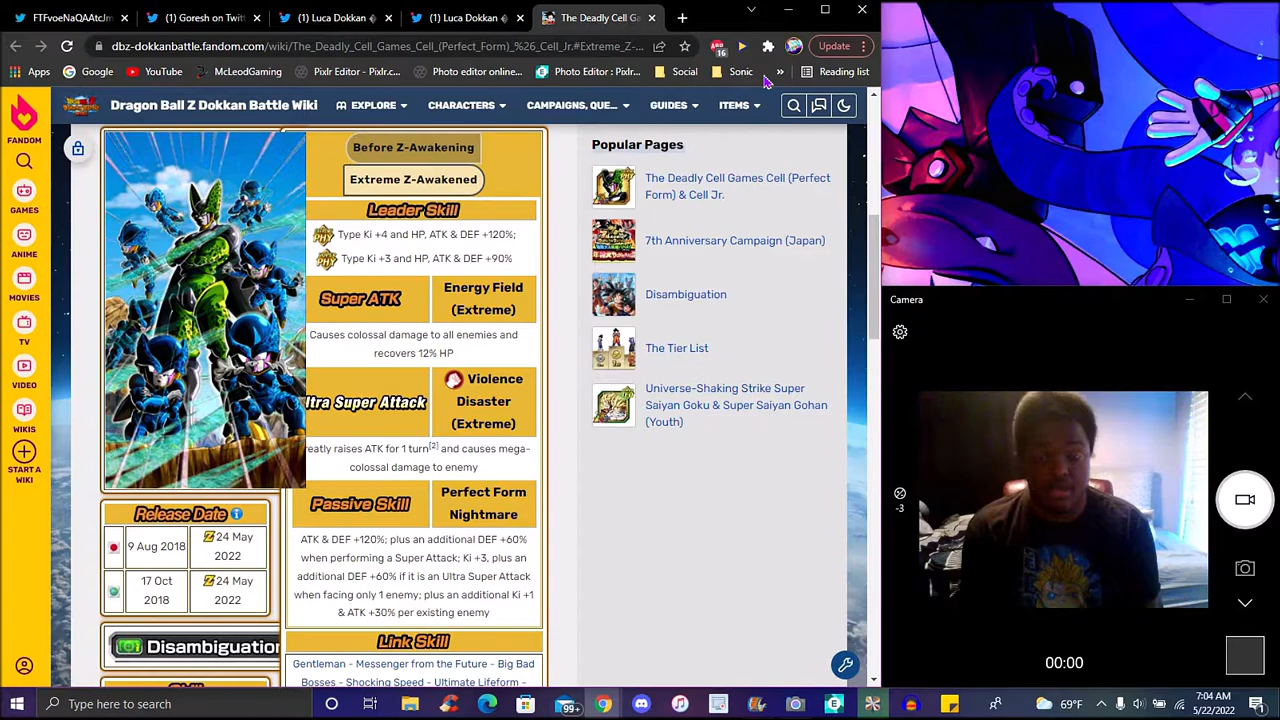 FTFvoeNaQAAtcJ
(1) Goresh on Twitt
(1) Luca Dokkan
(1) Luca Dokkan
The Deadly Cell Ga
dbz-dokkanbattle.fandom.com/wiki/The_Deadly_Cell_Games_Cell_(Perfect_Form)_%26_Cell_Jr.#Extreme_Z-...
16
Update
Apps
Google
YouTube
McLeodGaming
Pixlr Editor - Pixlr.c...
Photo editor online...
Photo Editor : Pixlr...
Social
Sonic
»
Reading list
Dragon Ball Z Dokkan Battle Wiki
EXPLORE
CHARACTERS
CAMPAIGNS, QUE...
GUIDES
ITEMS
FANDOM
GAMES
ANIME
MOVIES
TV
VIDEO
WIKIS
START A
WIKI
Before Z-Awakening
Extreme Z-Awakened
Leader Skill
PHY Type Ki +4 and HP, ATK & DEF +120%;
PHY Type Ki +3 and HP, ATK & DEF +90%
Super ATK
Energy Field
(Extreme)
Causes colossal damage to all enemies and
recovers 12% HP
ltra Super Attack
Violence
Disaster
(Extreme)
eatly raises ATK for 1 turn[2] and causes mega-
colossal damage to enemy
Passive Skill
Perfect Form
Nightmare
ATK & DEF +120%; plus an additional DEF +60%
when performing a Super Attack; Ki +3, plus an
additional DEF +60% if it is an Ultra Super Attack
when facing only 1 enemy; plus an additional Ki +1
& ATK +30% per existing enemy
Link Skill
Gentleman - Messenger from the Future - Big Bad
Bosses - Shocking Speed - Ultimate Lifeform -
Release Date
9 Aug 2018
24 May
2022
17 Oct
2018
24 May
2022
Disambiguation
Popular Pages
The Deadly Cell Games Cell (Perfect
Form) & Cell Jr.
7th Anniversary Campaign (Japan)
Disambiguation
The Tier List
Universe-Shaking Strike Super
Saiyan Goku & Super Saiyan Gohan
(Youth)
Camera
-3
00:00
Type here to search
99+
69°F
7:04 AM
5/22/2022
1